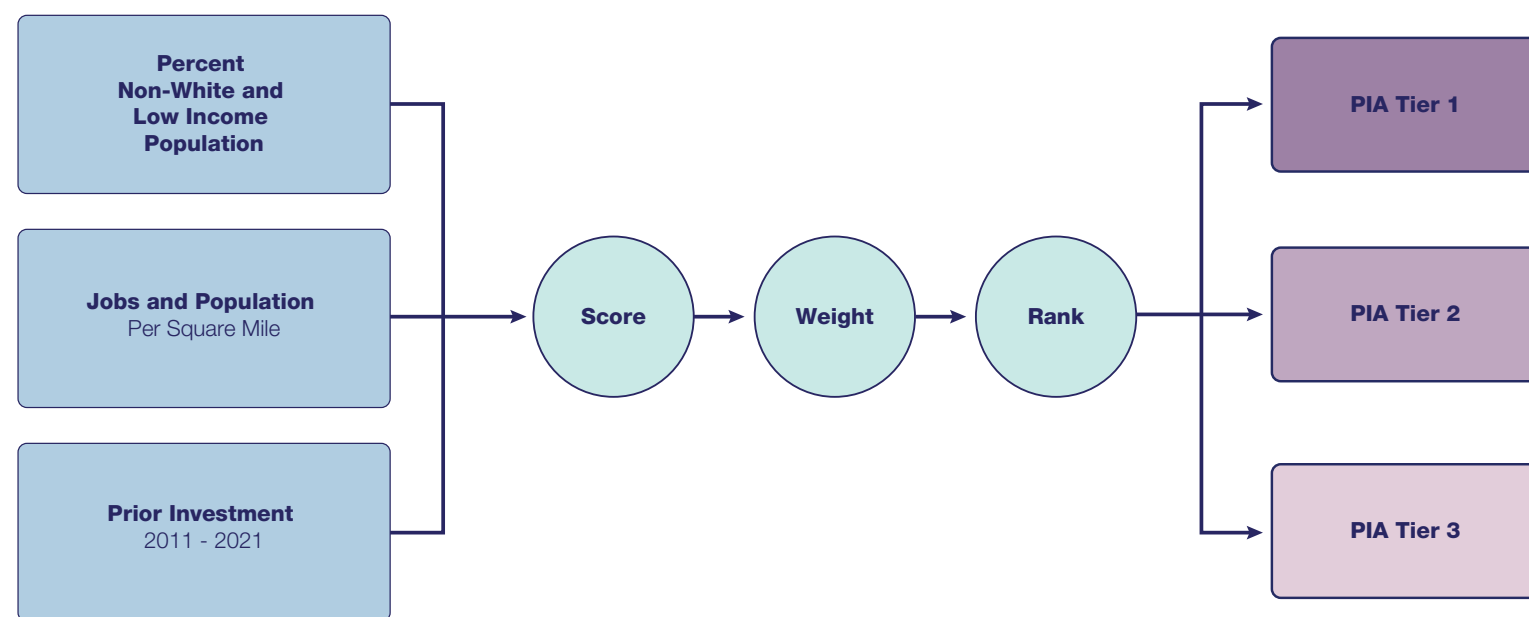 Percent
Non-White and
Low Income
Population
Jobs and Population
Per Square Mile
Prior Investment
2011 - 2021
Score
Weight
Rank
PIA Tier 1
PIA Tier 2
PIA Tier 3